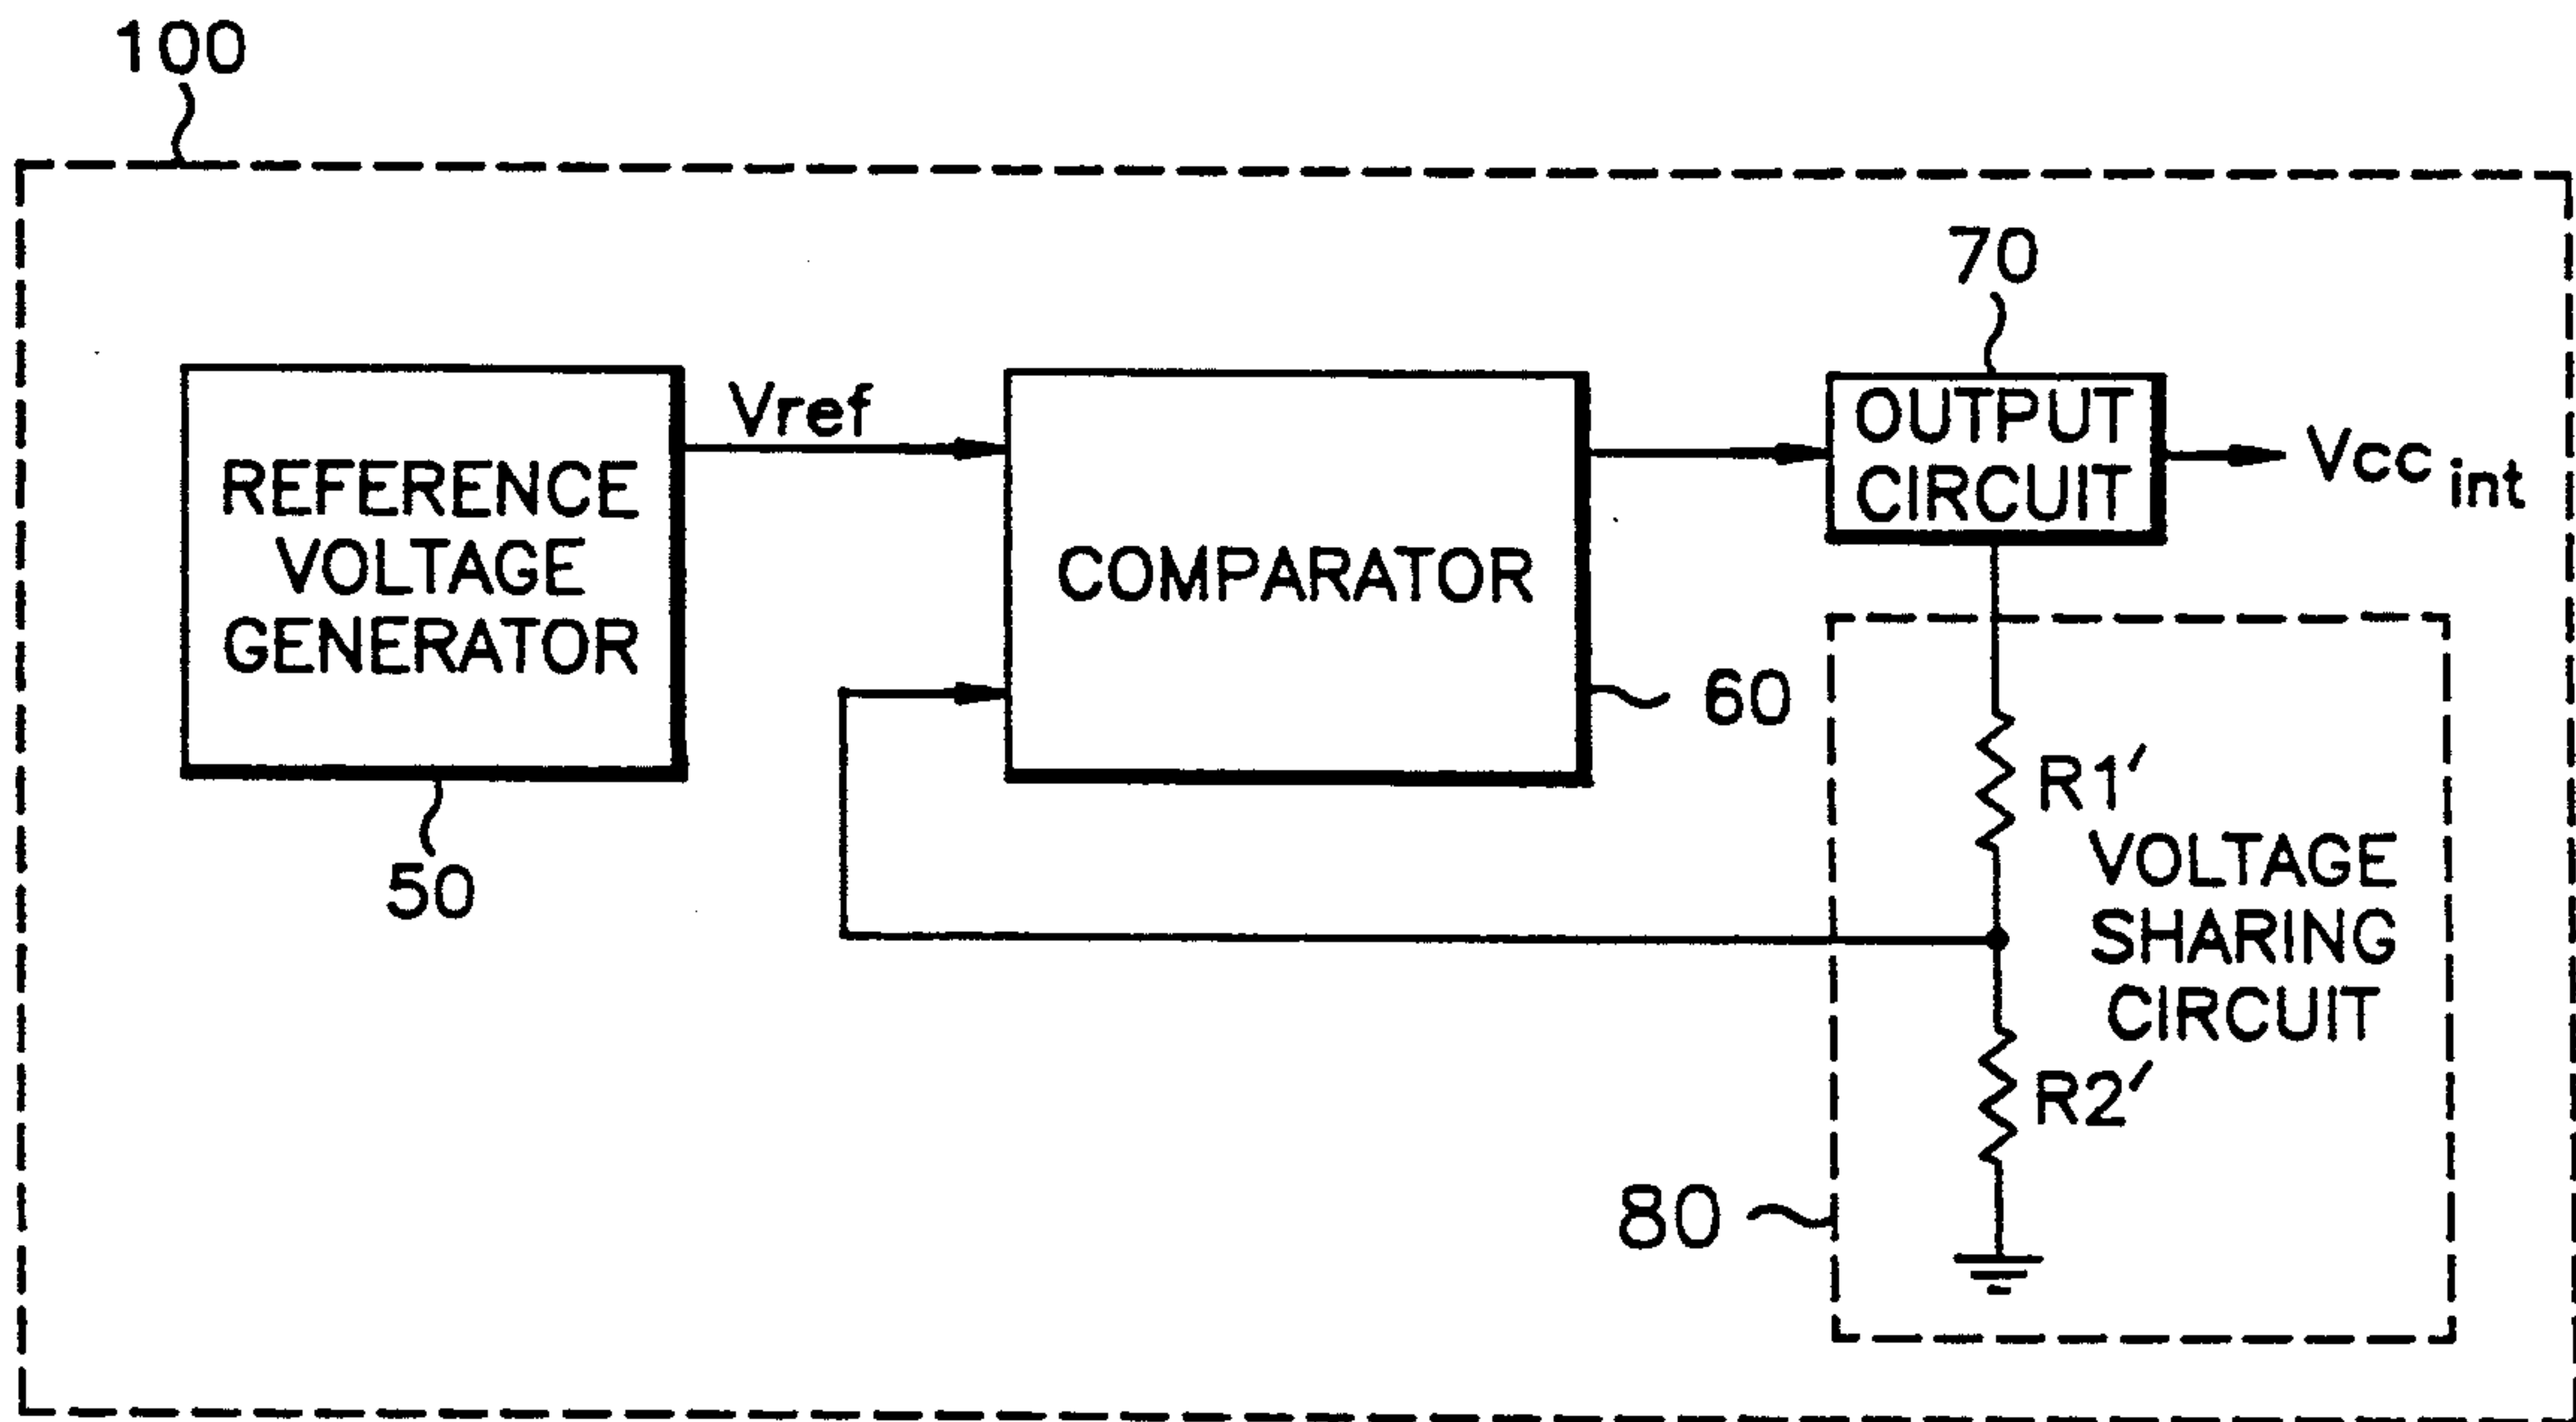 100
70
Vref
REFERENCE
VOLTAGE
GENERATOR
COMPARATOR
OUTPUT
CIRCUIT
Vcc int
60
50
R1′
VOLTAGE
SHARING
CIRCUIT
R2′
80